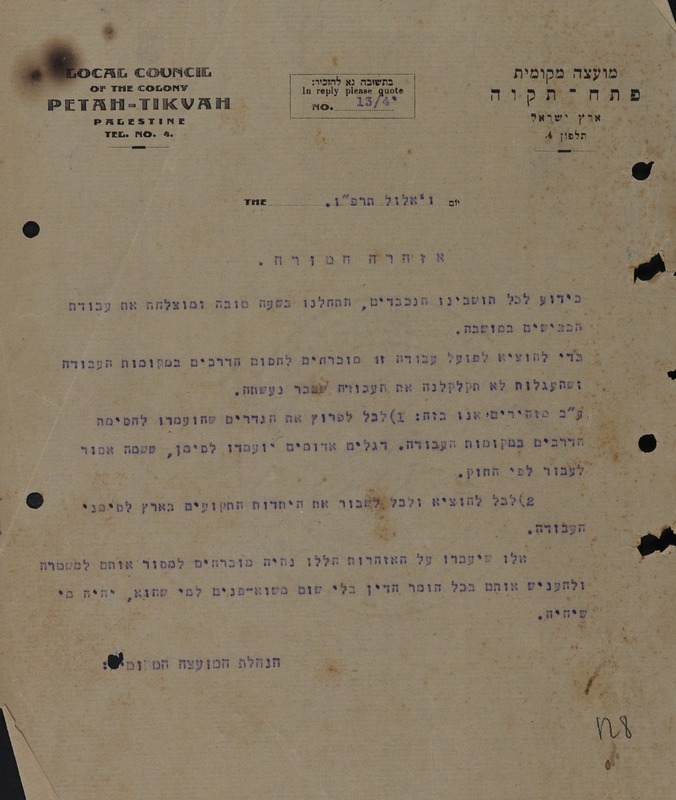 LOCAL COUNCIL
OF THE COLONY
PETAH-TIKVAH
PALESTINE
TEL. NO. 4.
בתשובה נא להזכיר:
In reply please quote
NO. 13/4
מועצה מקומית
פתח־תקוה
ארץ ישראל
תלפון 4
THE יום ו' אלול תרפ"ו.
אזהרה חמורה.
כידוע לכל תושבינו הנכבדים, התחלנו בשעה טובה ומוצלחת את עבודת
הכבישים במושבה.
כדי להוציא לפועל עבודה זו מוכרחים לחסום הדרכים במקומות העבודה
ושהעגלות לא תקלקלנה את העבודה שכבר נעשתה.
ע"כ מזהירים אנו בזה: 1)לבל לפרוץ את הגדרים שהועמדו לחסימת
הדרכים במקומות העבודה. דגלים אדומים יועמדו לסימן, ששמה אסור
לעבור לפי החוק.
2)לבל להוציא ולבל לשבור את היתדות התקועים בארץ לסימני
העבודה.
אלו שיעברו על האזהרות הללו נהיה מוכרחים למסור אותם למשטרה
ולהעניש אותם בכל חומר הדין בלי שום משוא־פנים למי שהוא, יהיה מי
שיהיה.
הנהלת המועצה המקומית:
128